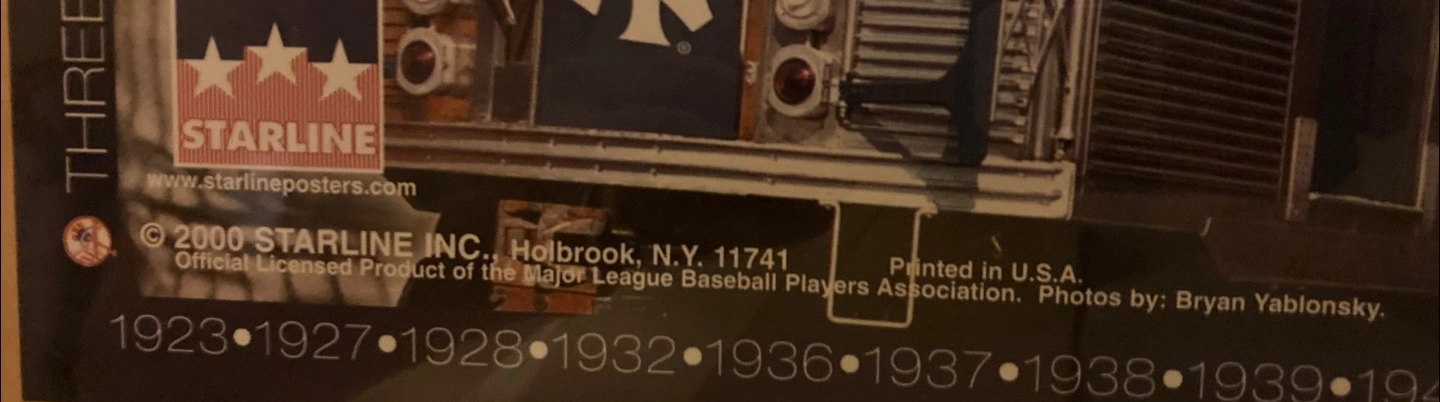 THREE
STARLINE
www.starlineposters.com
© 2000 STARLINE INC., Holbrook, N.Y. 11741
Printed in U.S.A.
Official Licensed Product of the Major League Baseball Players Association. Photos by: Bryan Yablonsky.
1923•1927•1928•1932•1936•1937•1938•1939•194